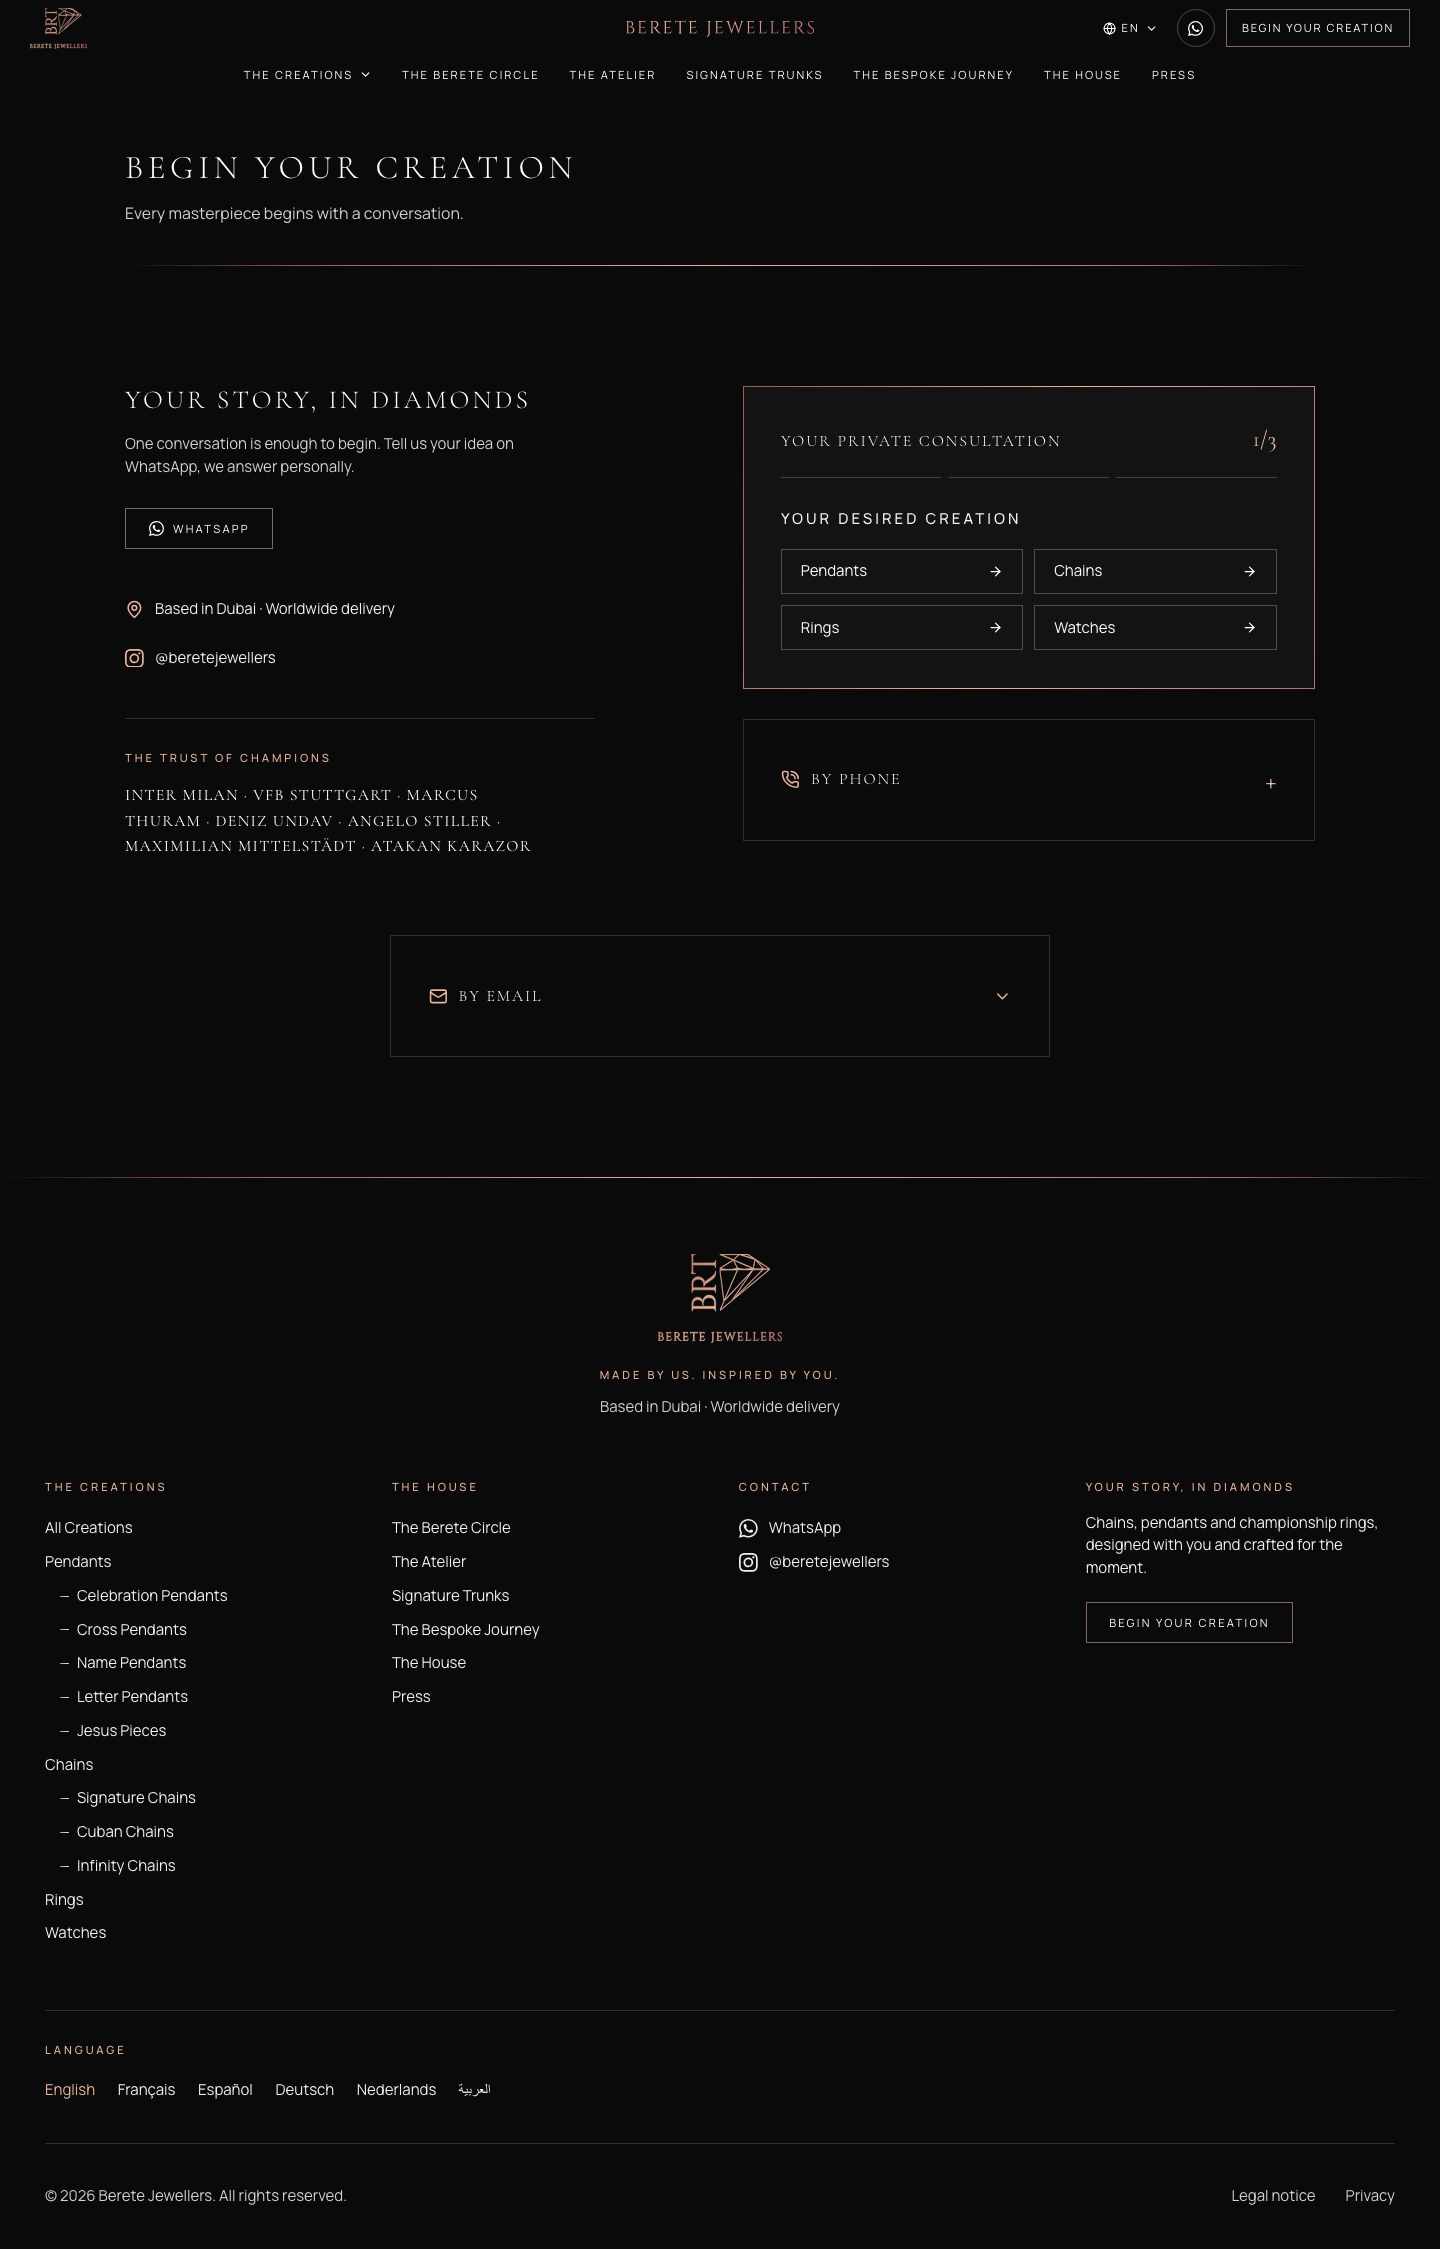 BRT
BERETE JEWELLERS
BERETE JEWELLERS
EN
BEGIN YOUR CREATION
THE CREATIONS
THE BERETE CIRCLE
THE ATELIER
SIGNATURE TRUNKS
THE BESPOKE JOURNEY
THE HOUSE
PRESS
BEGIN YOUR CREATION
Every masterpiece begins with a conversation.
YOUR STORY, IN DIAMONDS
One conversation is enough to begin. Tell us your idea on
WhatsApp, we answer personally.
WHATSAPP
Based in Dubai · Worldwide delivery
@beretejewellers
THE TRUST OF CHAMPIONS
INTER MILAN · VFB STUTTGART · MARCUS
THURAM · DENIZ UNDAV · ANGELO STILLER ·
MAXIMILIAN MITTELSTÄDT · ATAKAN KARAZOR
YOUR PRIVATE CONSULTATION
1/3
YOUR DESIRED CREATION
Pendants
Chains
Rings
Watches
BY PHONE
+
BY EMAIL
BRT
BERETE JEWELLERS
MADE BY US. INSPIRED BY YOU.
Based in Dubai · Worldwide delivery
THE CREATIONS
All Creations
Pendants
— Celebration Pendants
— Cross Pendants
— Name Pendants
— Letter Pendants
— Jesus Pieces
Chains
— Signature Chains
— Cuban Chains
— Infinity Chains
Rings
Watches
THE HOUSE
The Berete Circle
The Atelier
Signature Trunks
The Bespoke Journey
The House
Press
CONTACT
WhatsApp
@beretejewellers
YOUR STORY, IN DIAMONDS
Chains, pendants and championship rings,
designed with you and crafted for the
moment.
BEGIN YOUR CREATION
LANGUAGE
English Français Español Deutsch Nederlands العربية
© 2026 Berete Jewellers. All rights reserved.
Legal notice Privacy